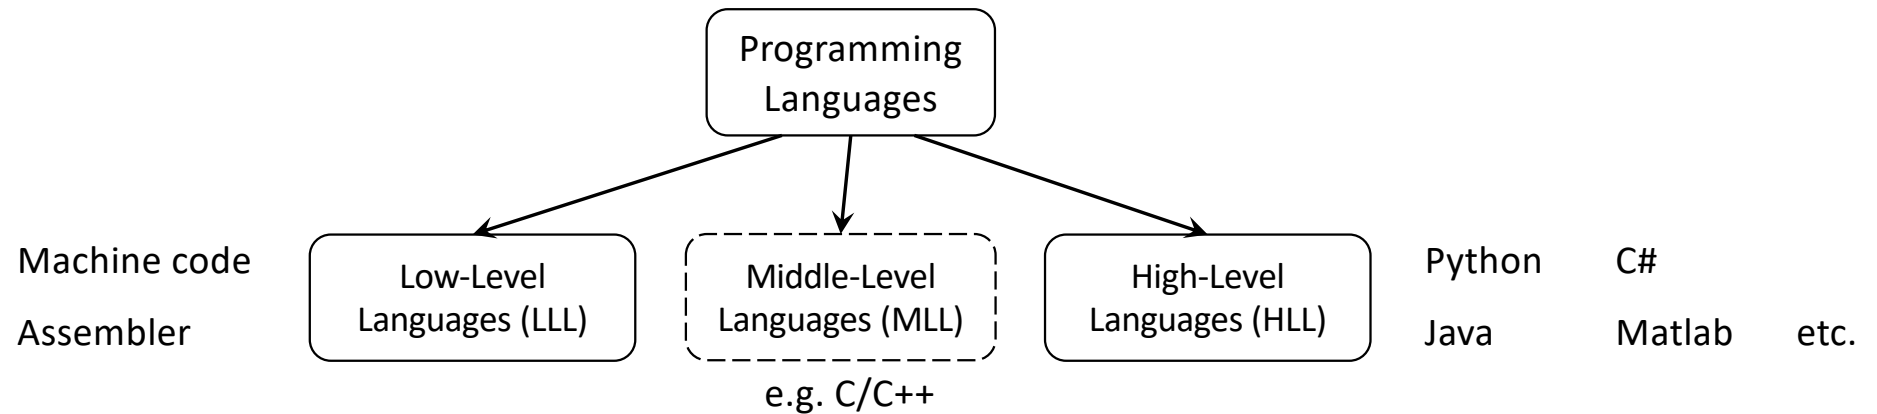 Programming
Languages
Machine code
Assembler
Low-Level
Languages (LLL)
Middle-Level
Languages (MLL)
e.g. C/C++
High-Level
Languages (HLL)
Python C#
Java Matlab etc.